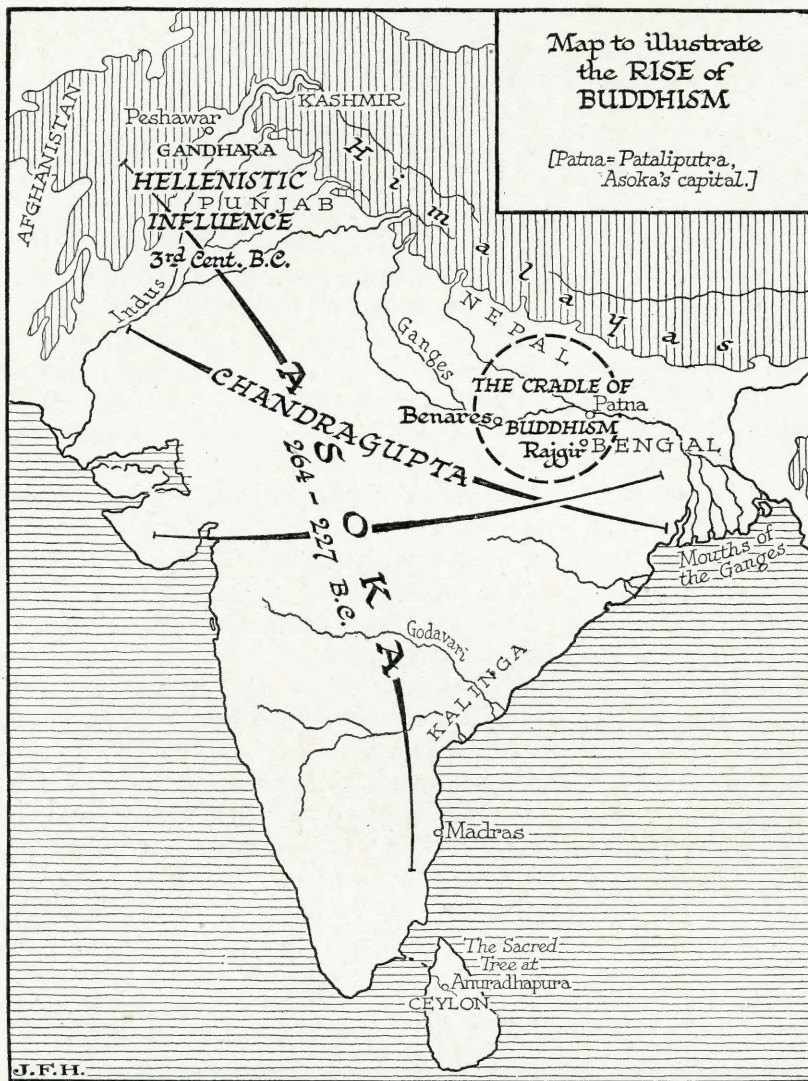 Map to illustrate
the RISE of
BUDDHISM
[Patna=Pataliputra,
Asoka's capital.]
AFGHANISTAN
Peshawar
KASHMIR
GANDHARA
HELLENISTIC
PUNJAB
INFLUENCE
3rd Cent. B.C.
Himalayas
Indus
NEPAL
Ganges
THE CRADLE OF
Patna
Benares
BUDDHISM
Rajgir
BENGAL
CHANDRAGUPTA
ASOKA
264-227 B.C.
Mouths of
the Ganges
Godavari
KALINGA
Madras
The Sacred
Tree at
Anuradhapura
CEYLON
J.F.H.